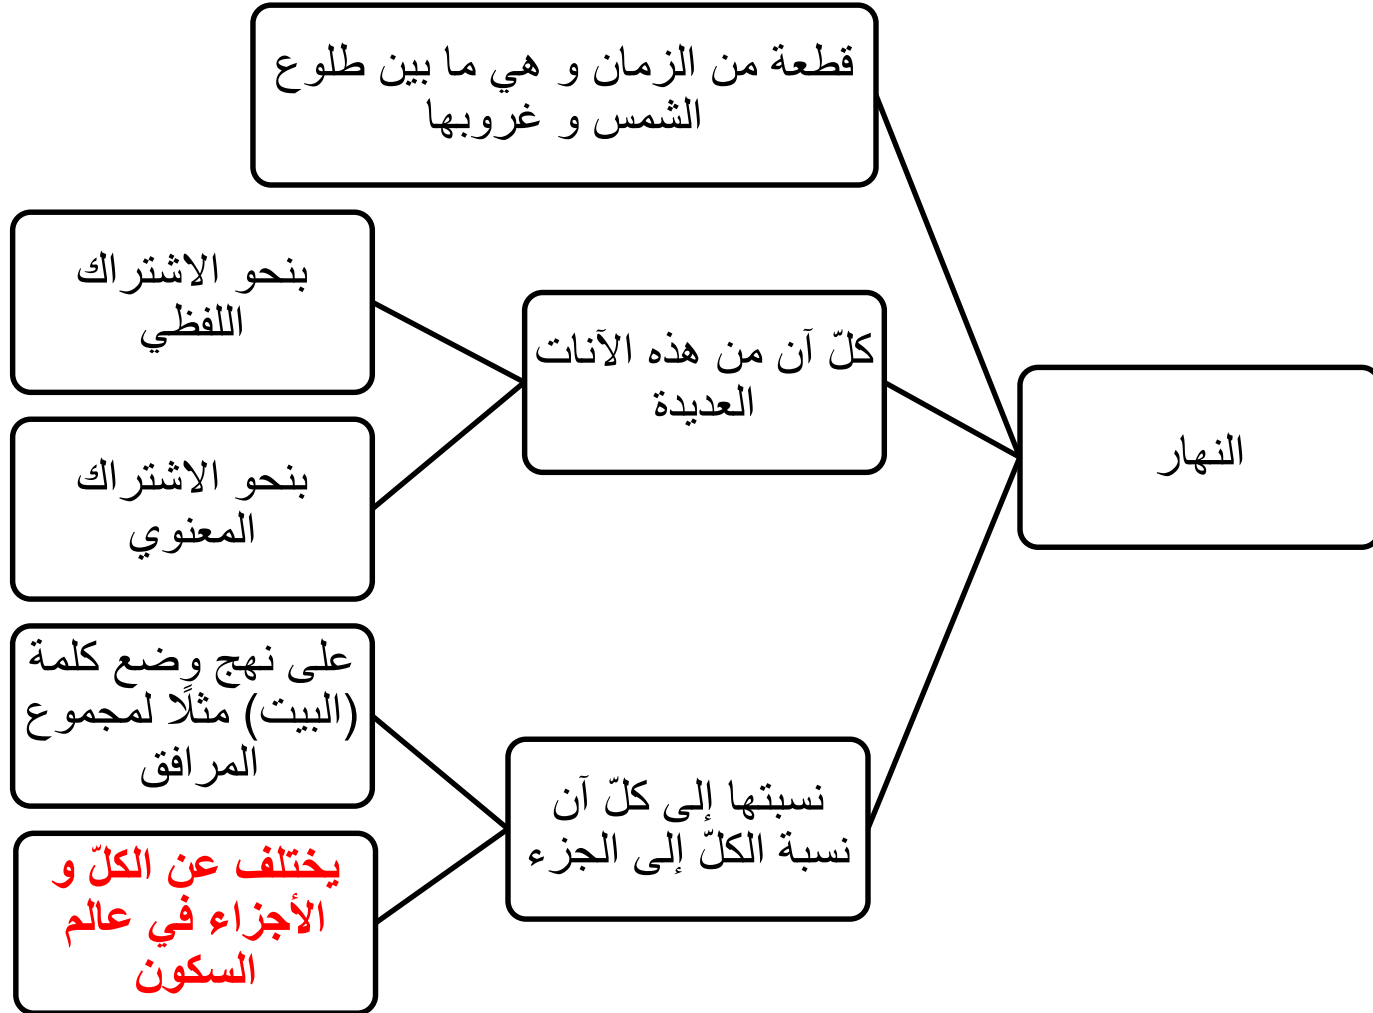 النهار
قطعة من الزمان و هي ما بين طلوع
الشمس و غروبها
كلّ آن من هذه الآنات
العديدة
بنحو الاشتراك
اللفظي
بنحو الاشتراك
المعنوي
نسبتها إلى كلّ آن
نسبة الكلّ إلى الجزء
على نهج وضع كلمة
(البيت) مثلًا لمجموع
المرافق
يختلف عن الكلّ و
الأجزاء في عالم
السكون